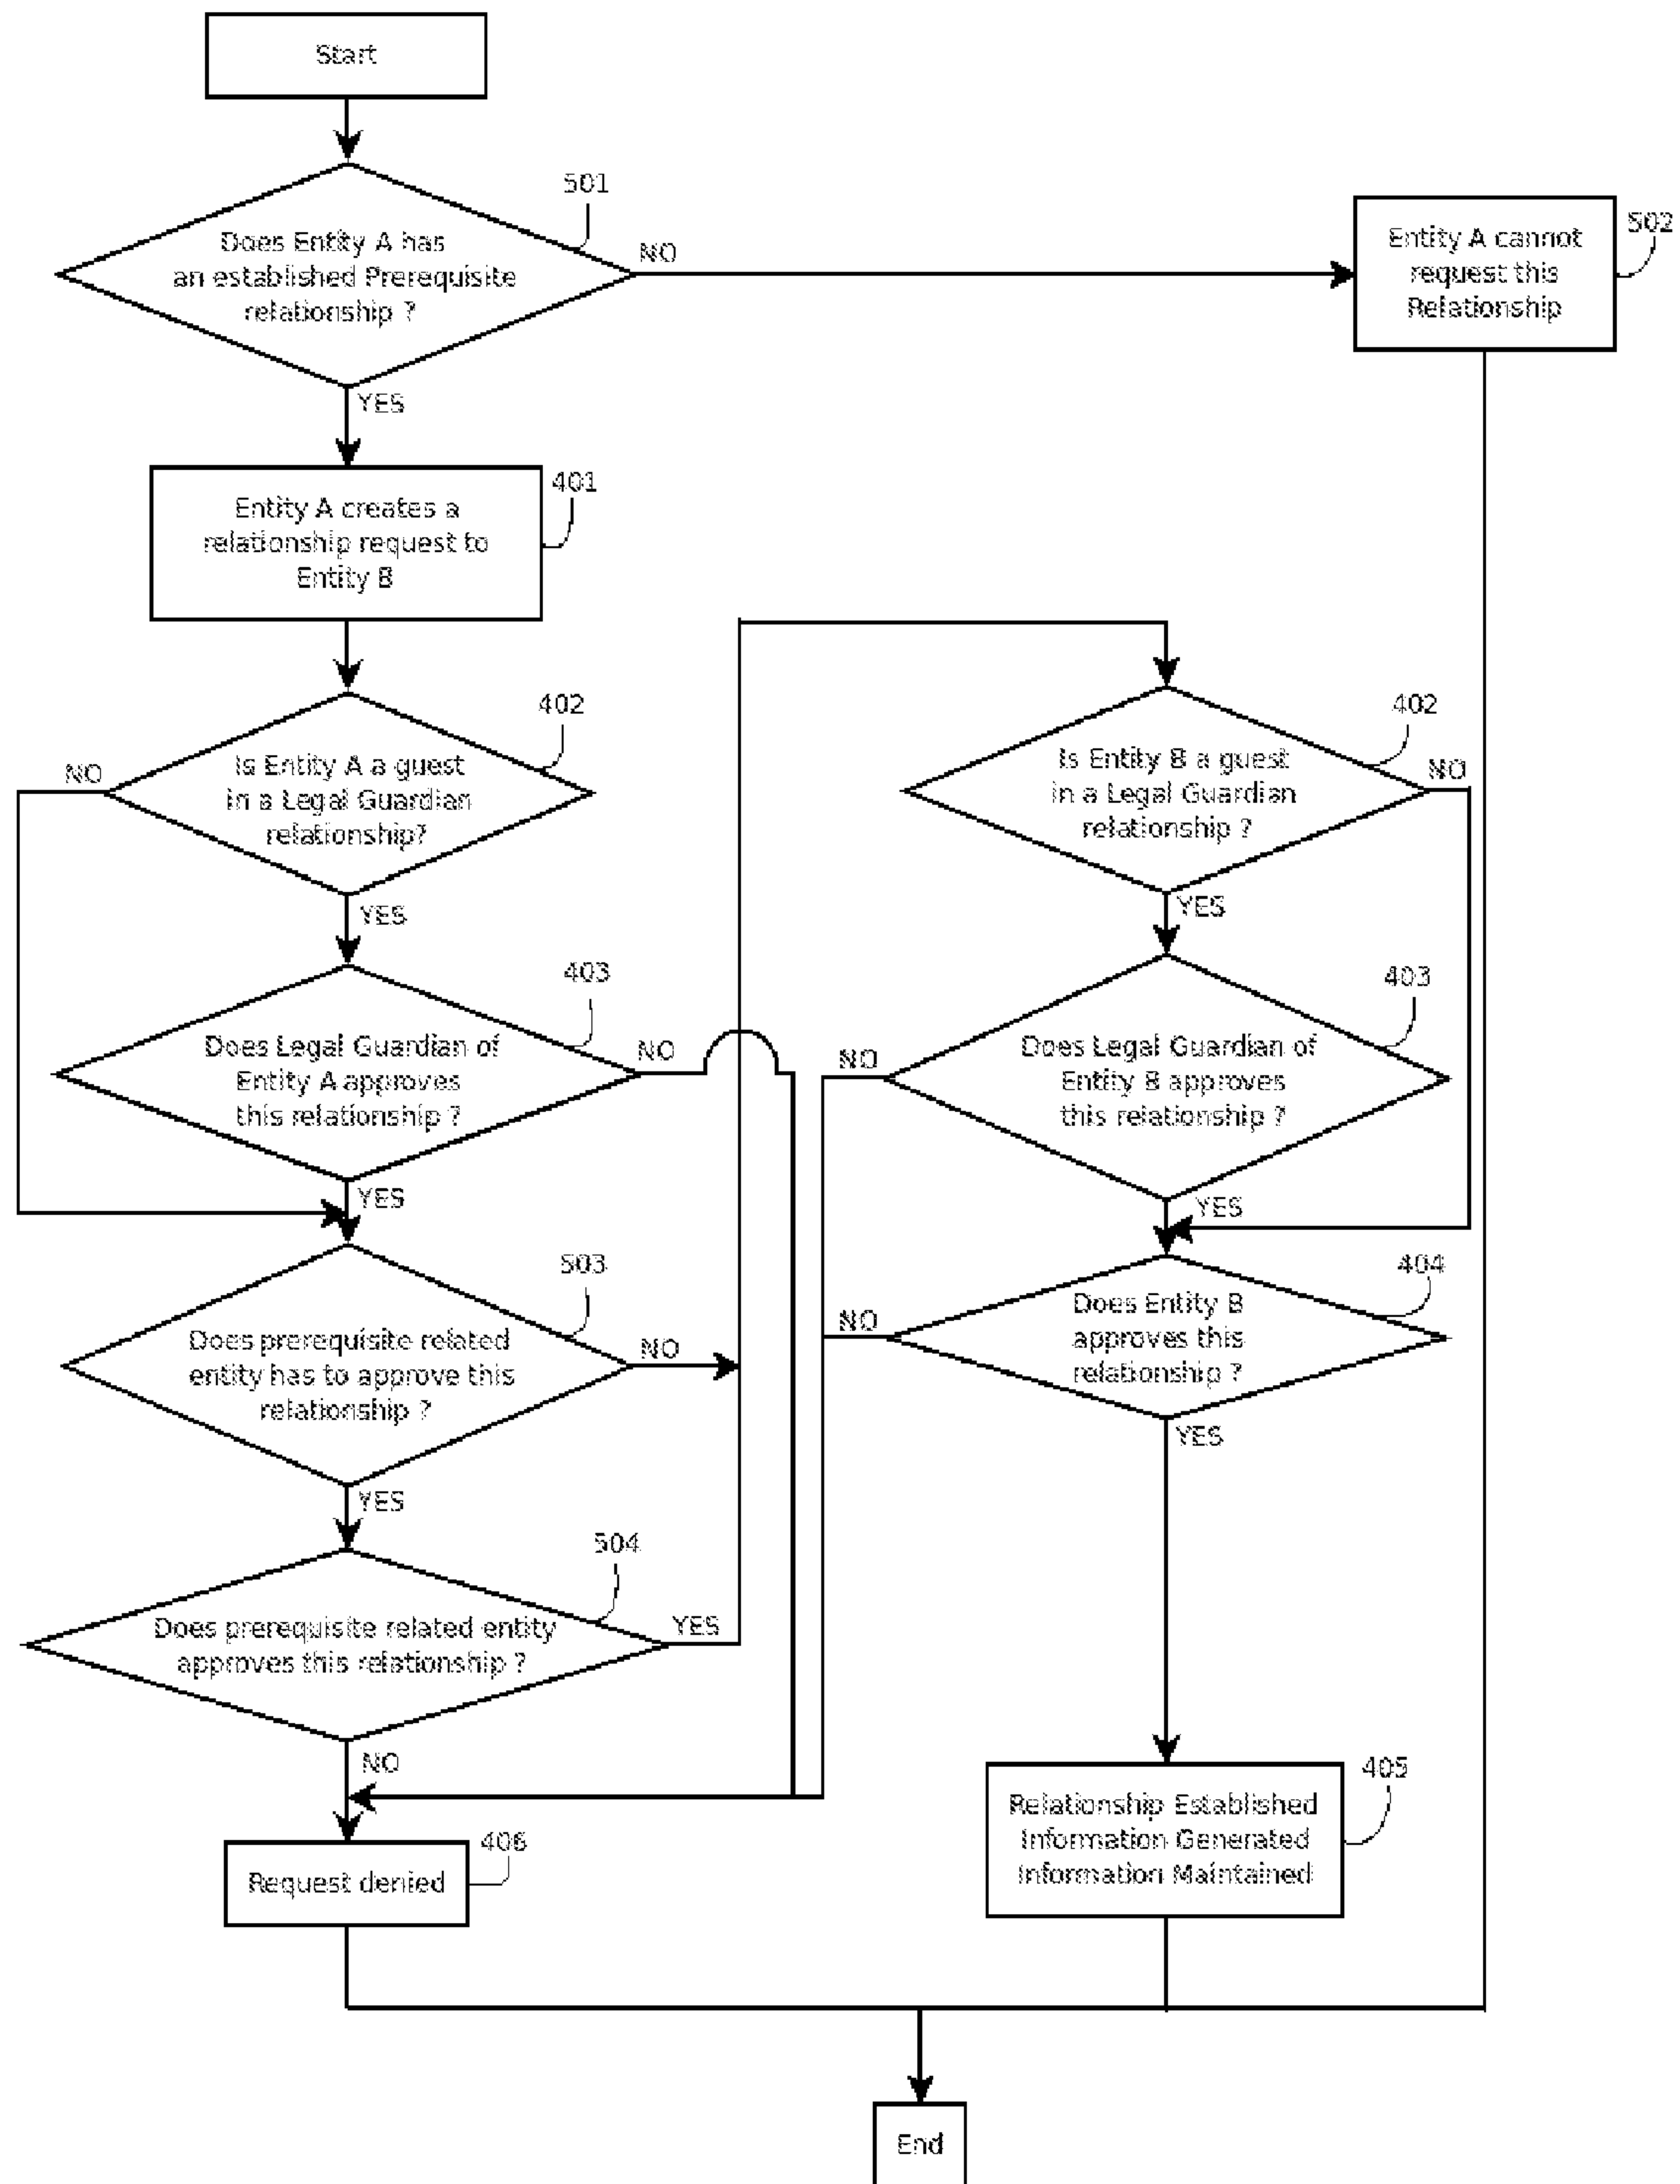 Start
501
Does Entity A has
an established Prerequisite
relationship ?
NO
YES
Entity A cannot
request this
Relationship
502
401
Entity A creates a
relationship request to
Entity B
402
Is Entity A a guest
in a Legal Guardian
relationship?
NO
YES
403
Does Legal Guardian of
Entity A approves
this relationship ?
NO
YES
503
Does prerequisite related
entity has to approve this
relationship ?
NO
YES
504
Does prerequisite related entity
approves this relationship ?
YES
NO
406
Request denied
402
Is Entity B a guest
in a Legal Guardian
relationship ?
NO
YES
403
Does Legal Guardian of
Entity B approves
this relationship ?
NO
YES
404
Does Entity B
approves this
relationship ?
NO
YES
405
Relationship Established
Information Generated
Information Maintained
End